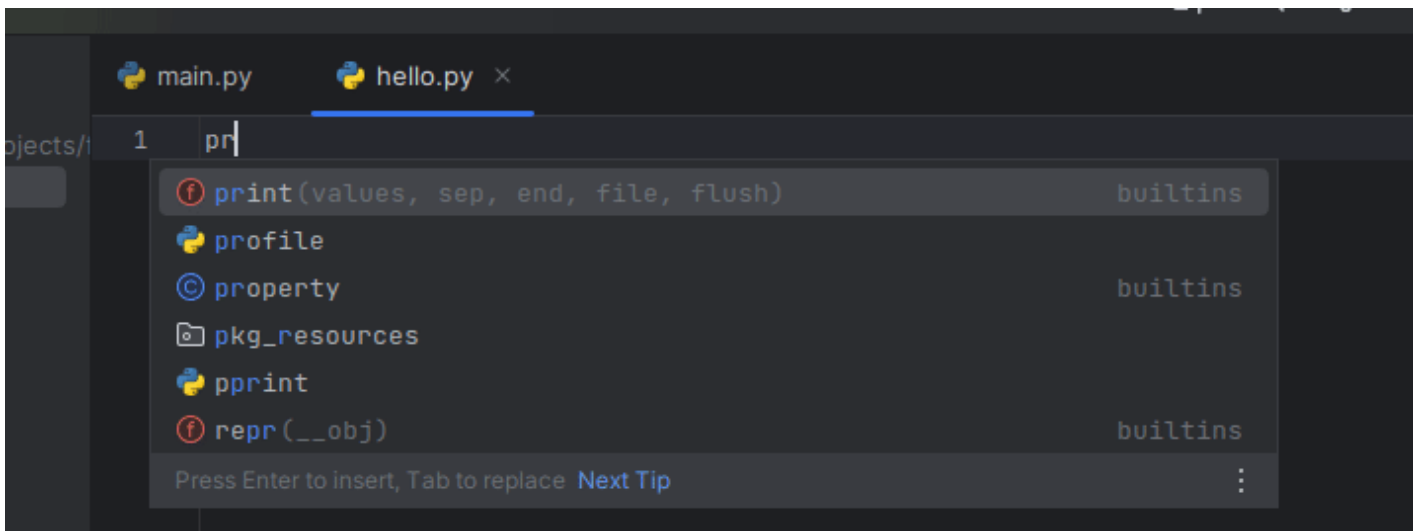 main.py hello.py ×
ojects/
1 pr
print(values, sep, end, file, flush) builtins
profile
property builtins
pkg_resources
pprint
repr(__obj) builtins
Press Enter to insert, Tab to replace Next Tip